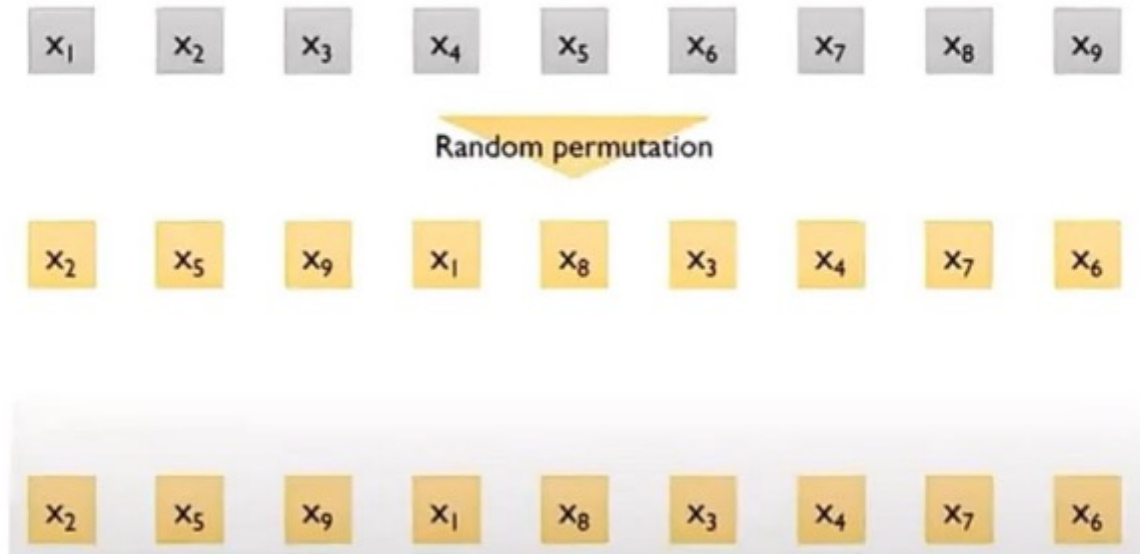 x₁ x₂ x₃ x₄ x₅ x₆ x₇ x₈ x₉
Random permutation
x₂ x₅ x₉ x₁ x₈ x₃ x₄ x₇ x₆
x₂ x₅ x₉ x₁ x₈ x₃ x₄ x₇ x₆